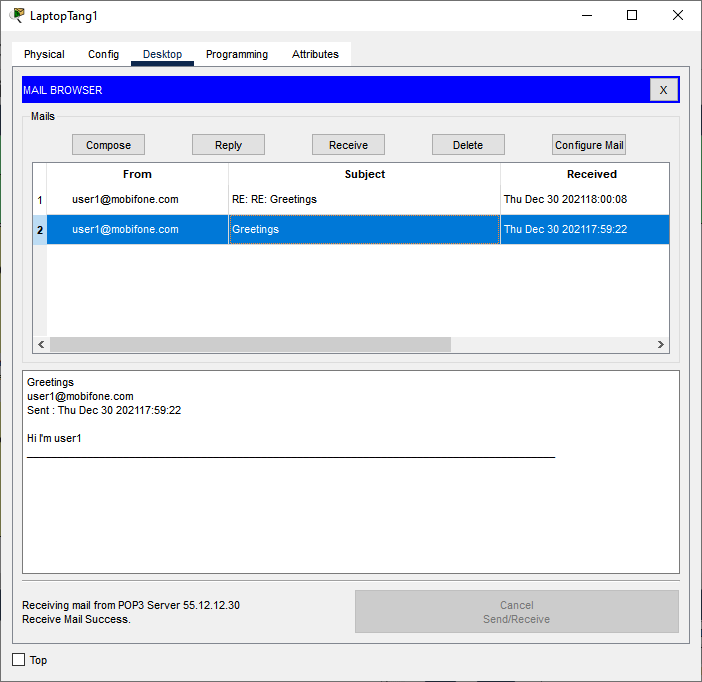 LaptopTang1
Physical Config Desktop Programming Attributes
MAIL BROWSER X
Mails
Compose Reply Receive Delete Configure Mail
From Subject Received
1 user1@mobifone.com RE: RE: Greetings Thu Dec 30 202118:00:08
2 user1@mobifone.com Greetings Thu Dec 30 202117:59:22
Greetings
user1@mobifone.com
Sent : Thu Dec 30 202117:59:22
Hi I'm user1
Receiving mail from POP3 Server 55.12.12.30
Receive Mail Success.
Cancel
Send/Receive
Top